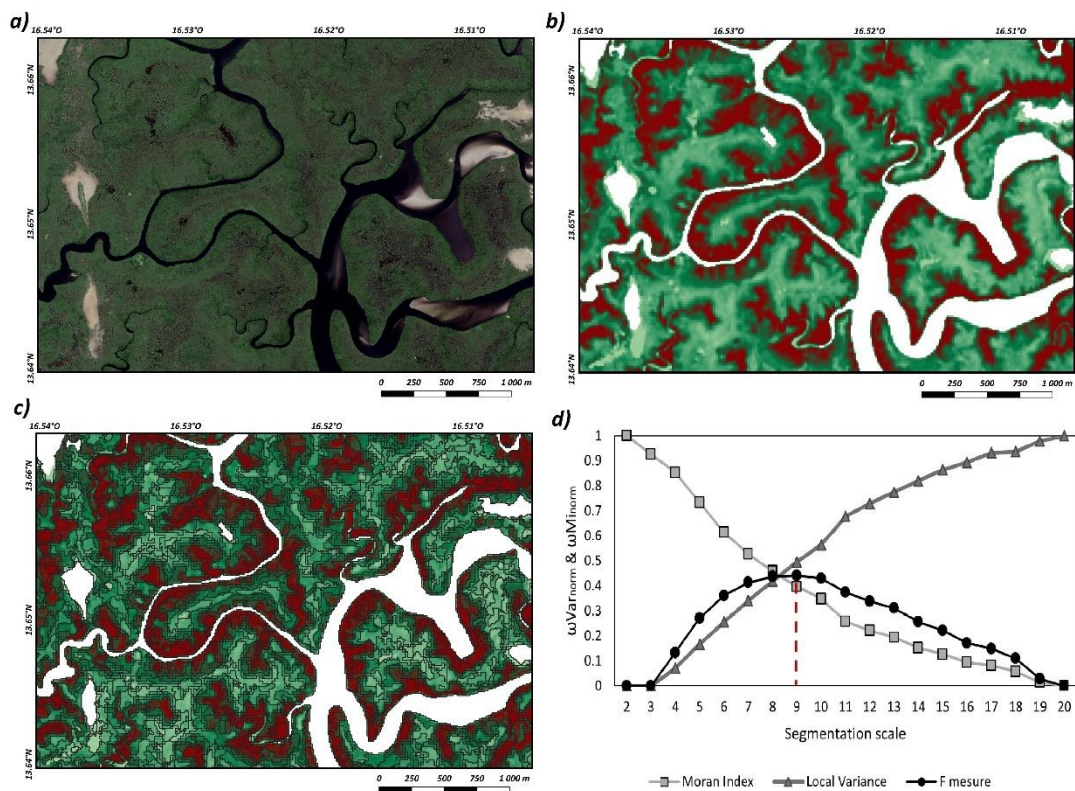 a)
16.54°O 16.53°O 16.52°O 16.51°O
13.66°N
13.65°N
13.64°N
0 250 500 750 1 000 m
b)
16.54°O 16.53°O 16.52°O 16.51°O
13.66°N
13.65°N
13.64°N
0 250 500 750 1 000 m
c)
16.54°O 16.53°O 16.52°O 16.51°O
13.66°N
13.65°N
13.64°N
0 250 500 750 1 000 m
d)
ωVarnorm & ωMInorm
1
0.9
0.8
0.7
0.6
0.5
0.4
0.3
0.2
0.1
0
2 3 4 5 6 7 8 9 10 11 12 13 14 15 16 17 18 19 20
Segmentation scale
Moran Index Local Variance F mesure